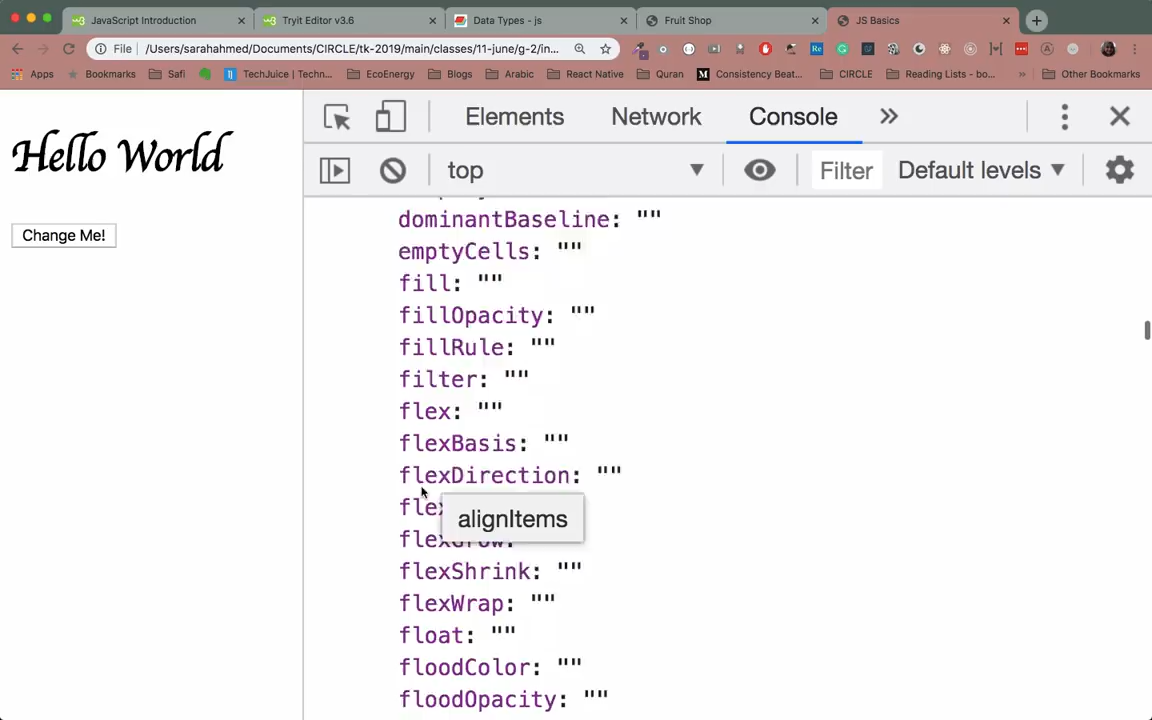 JavaScript Introduction
Tryit Editor v3.6
Data Types - js
Fruit Shop
JS Basics
File /Users/sarahahmed/Documents/CIRCLE/tk-2019/main/classes/11-june/g-2/in...
Apps Bookmarks Safi TechJuice | Techn... EcoEnergy Blogs Arabic React Native Quran Consistency Beat... CIRCLE Reading Lists - bo... » Other Bookmarks
Hello World
Change Me!
Elements Network Console »
top Filter Default levels
dominantBaseline: ""
emptyCells: ""
fill: ""
fillOpacity: ""
fillRule: ""
filter: ""
flex: ""
flexBasis: ""
flexDirection: ""
alignItems
flexGrow:
flexShrink: ""
flexWrap: ""
float: ""
floodColor: ""
floodOpacity: ""